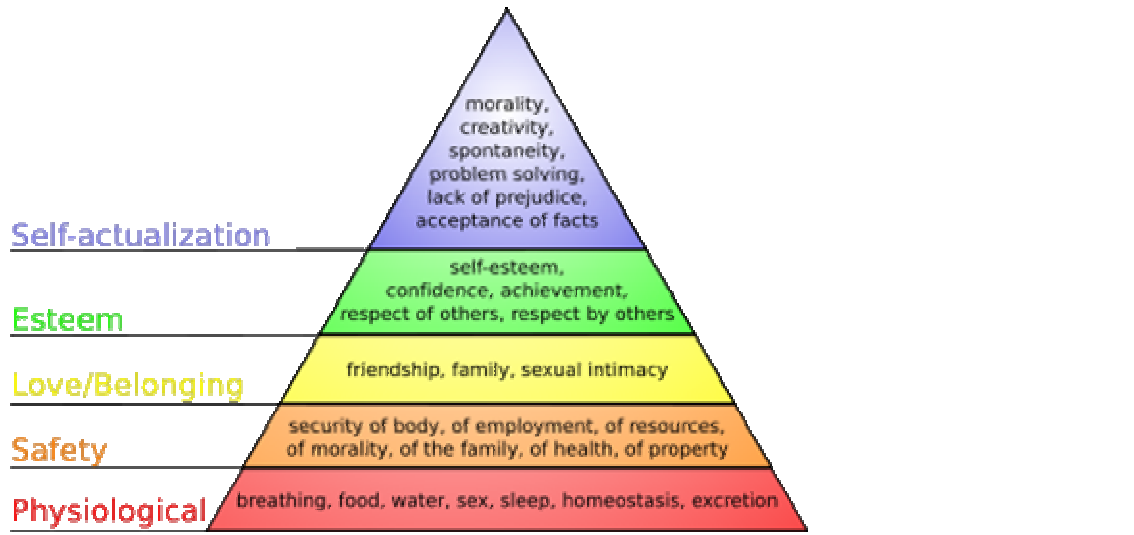 morality,
creativity,
spontaneity,
problem solving,
lack of prejudice,
acceptance of facts
Self-actualization
self-esteem,
confidence, achievement,
respect of others, respect by others
Esteem
friendship, family, sexual intimacy
Love/Belonging
security of body, of employment, of resources,
of morality, of the family, of health, of property
Safety
breathing, food, water, sex, sleep, homeostasis, excretion
Physiological